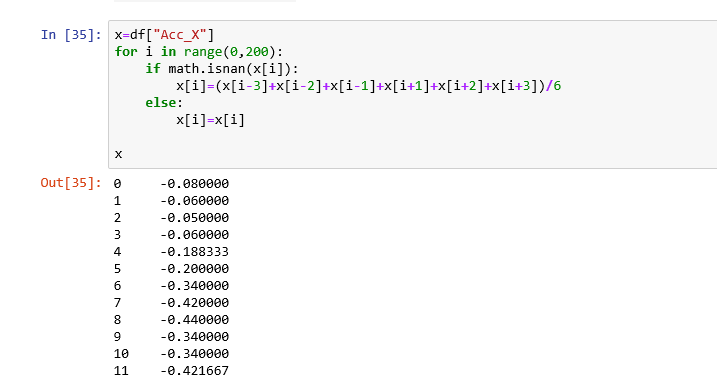 In [35]: x=df["Acc_X"]
for i in range(0,200):
    if math.isnan(x[i]):
        x[i]=(x[i-3]+x[i-2]+x[i-1]+x[i+1]+x[i+2]+x[i+3])/6
    else:
        x[i]=x[i]
x
Out[35]: 0 -0.080000
1 -0.060000
2 -0.050000
3 -0.060000
4 -0.188333
5 -0.200000
6 -0.340000
7 -0.420000
8 -0.440000
9 -0.340000
10 -0.340000
11 -0.421667